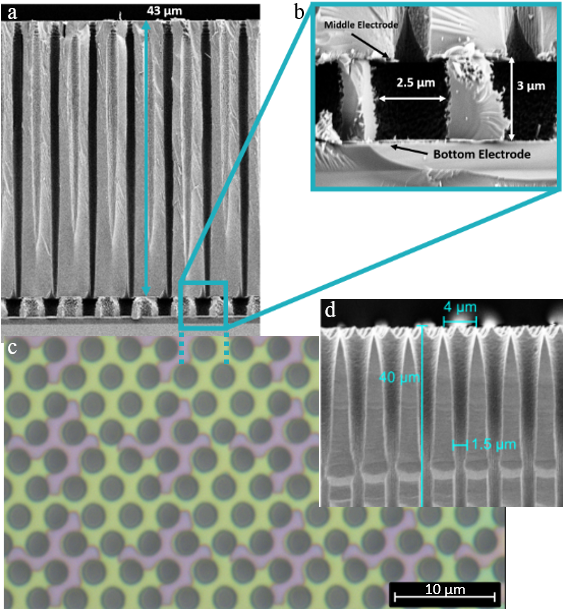 a
43 µm
b
Middle Electrode
2.5 µm
3 µm
Bottom Electrode
d
4 µm
40 µm
1.5 µm
c
10 µm